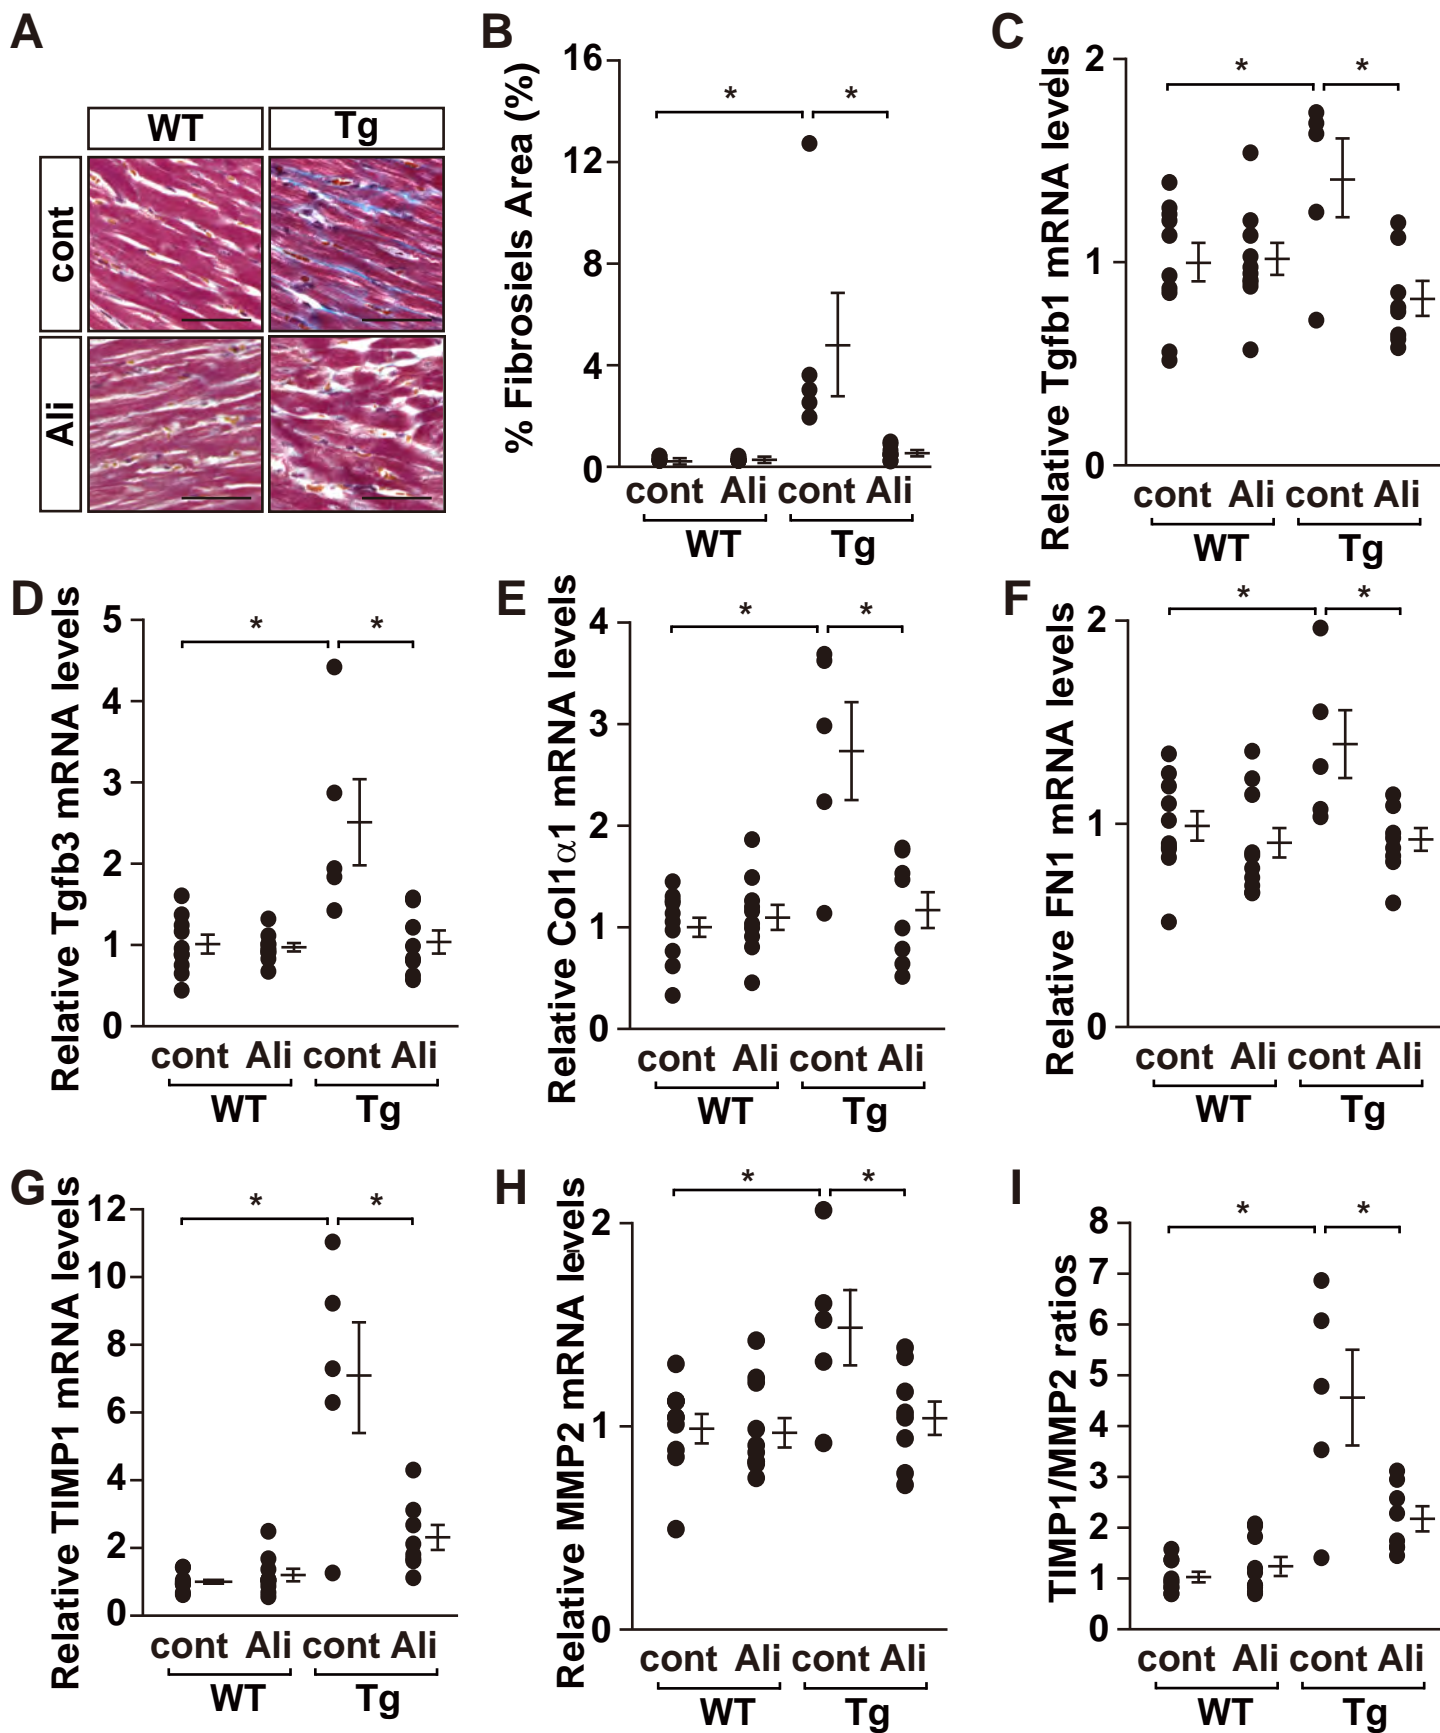 A
WT Tg
cont
Ali
B
% Fibrosiels Area (%)
16
12
8
4
0
*
*
cont Ali cont Ali
WT Tg
C
Relative Tgfb1 mRNA levels
2
1
0
*
*
cont Ali cont Ali
WT Tg
D
Relative Tgfb3 mRNA levels
5
4
3
2
1
0
*
*
cont Ali cont Ali
WT Tg
E
Relative Col1α1 mRNA levels
4
3
2
1
0
*
*
cont Ali cont Ali
WT Tg
F
Relative FN1 mRNA levels
2
1
0
*
*
cont Ali cont Ali
WT Tg
G
Relative TIMP1 mRNA levels
12
10
8
6
4
2
0
*
*
cont Ali cont Ali
WT Tg
H
Relative MMP2 mRNA levels
2
1
0
*
*
cont Ali cont Ali
WT Tg
I
TIMP1/MMP2 ratios
8
7
6
5
4
3
2
1
0
*
*
cont Ali cont Ali
WT Tg